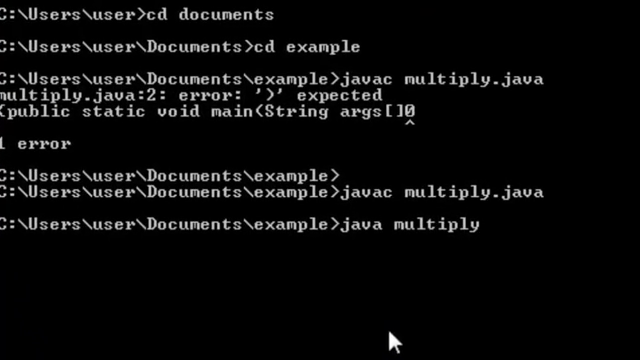 C:\Users\user>cd documents
C:\Users\user\Documents>cd example
C:\Users\user\Documents\example>javac multiply.java
multiply.java:2: error: ')' expected
{public static void main(String args[]0
^
1 error
C:\Users\user\Documents\example>
C:\Users\user\Documents\example>javac multiply.java
C:\Users\user\Documents\example>java multiply